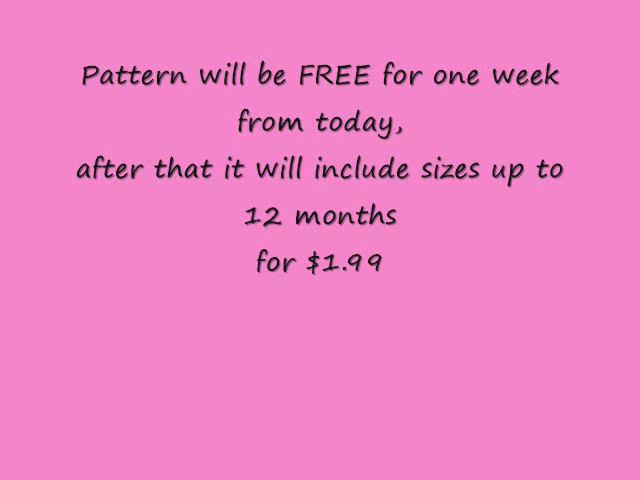 Pattern will be FREE for one week
from today,
after that it will include sizes up to
12 months
for $1.99